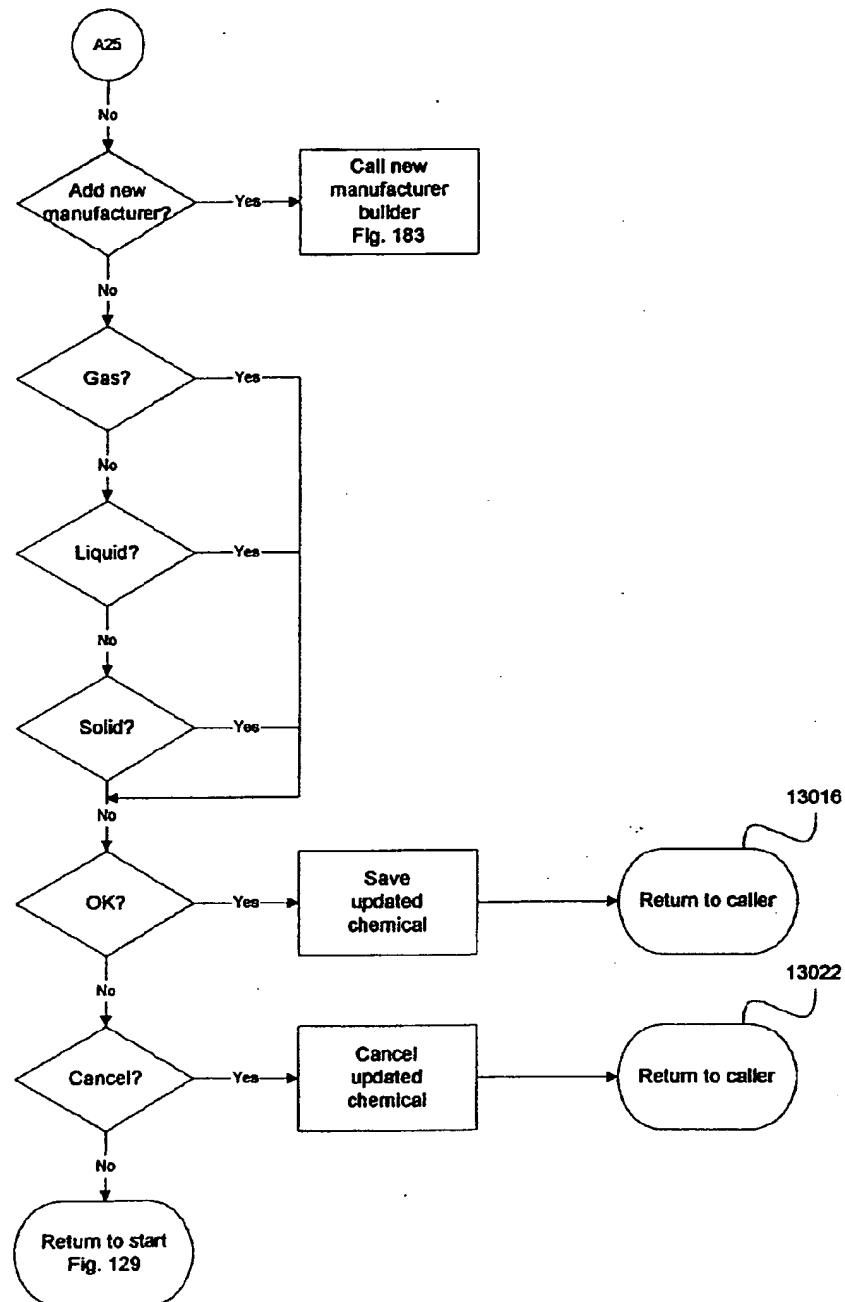 A25
No
Add new
manufacturer?
Yes
Call new
manufacturer
builder
Fig. 183
No
Gas?
Yes
No
Liquid?
Yes
No
Solid?
Yes
No
13016
OK?
Yes
Save
updated
chemical
Return to caller
No
13022
Cancel?
Yes
Cancel
updated
chemical
Return to caller
No
Return to start
Fig. 129